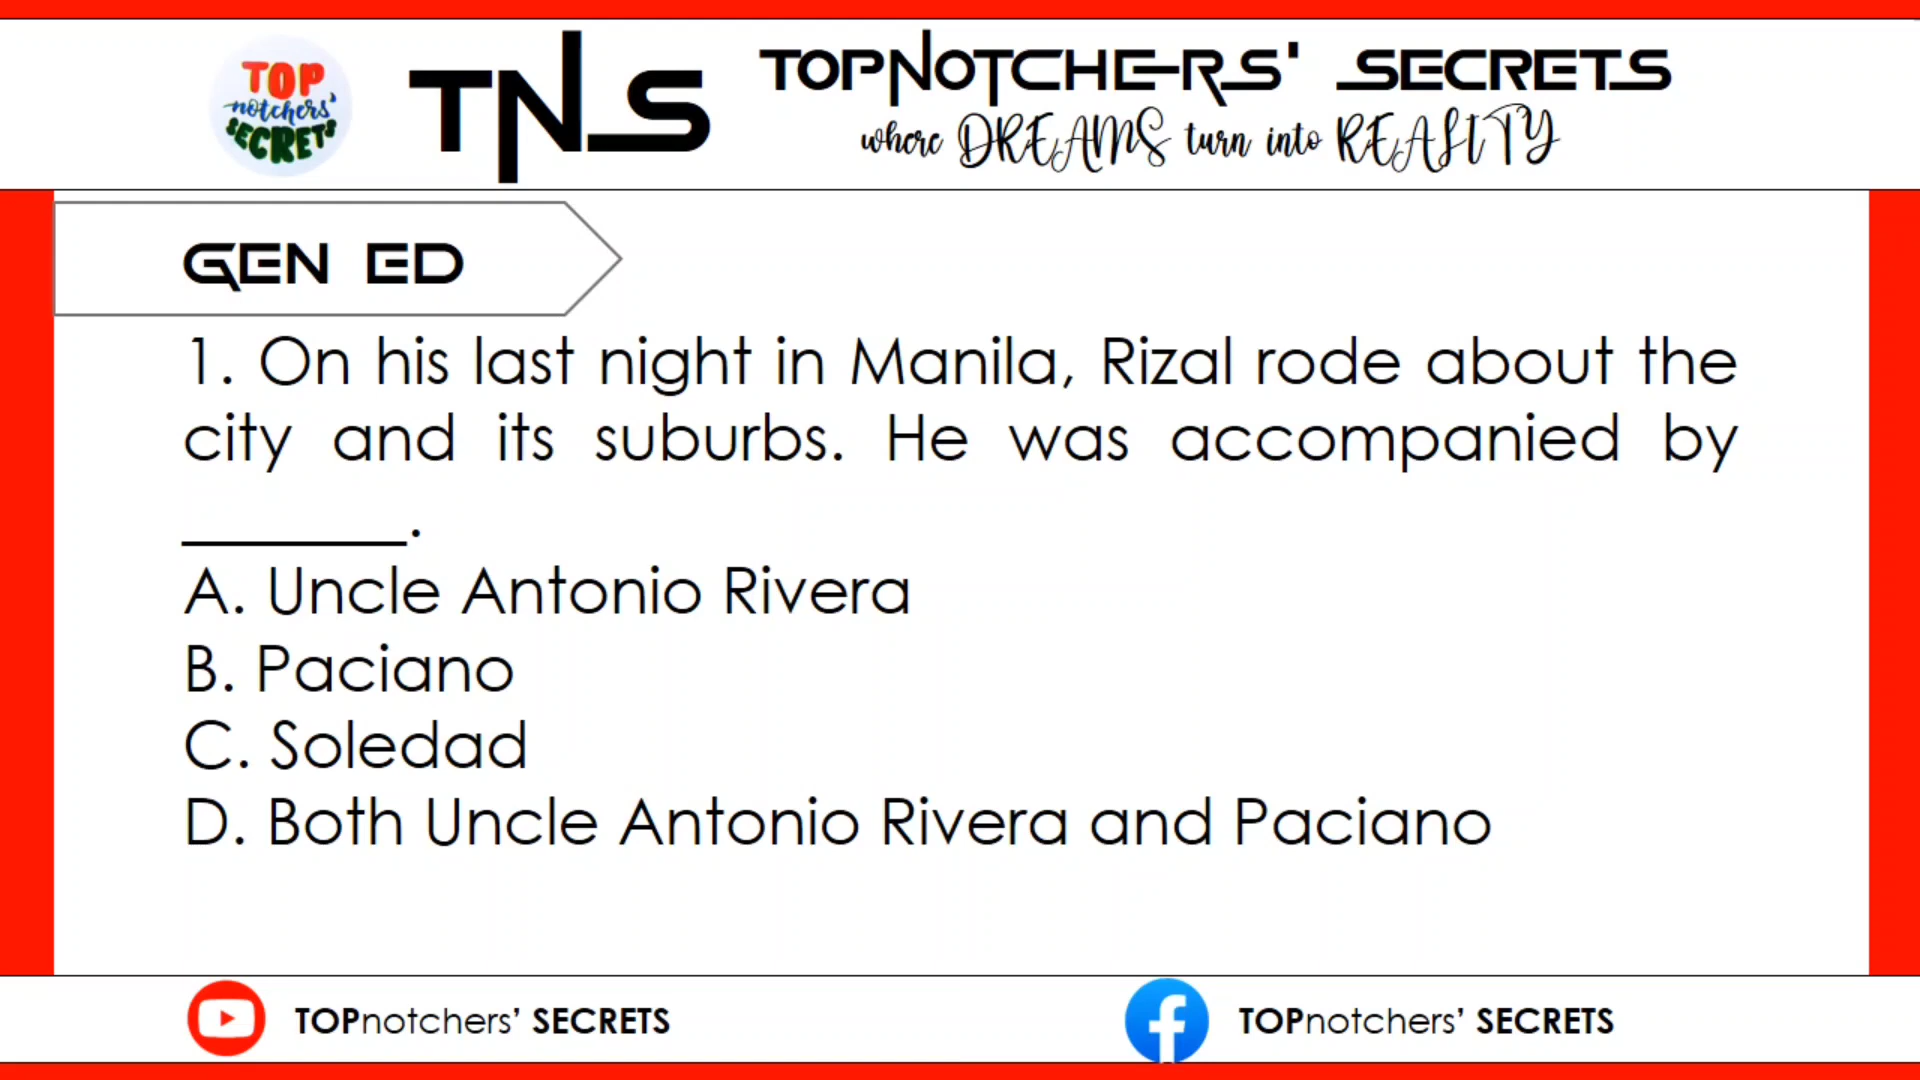 TOP
notchers'
SECRETS
TNS
TOPNOTCHERS' SECRETS
where DREAMS turn into REALITY
GEN ED
1. On his last night in Manila, Rizal rode about the
city and its suburbs. He was accompanied by
_______.
A. Uncle Antonio Rivera
B. Paciano
C. Soledad
D. Both Uncle Antonio Rivera and Paciano
TOPnotchers’ SECRETS
TOPnotchers’ SECRETS